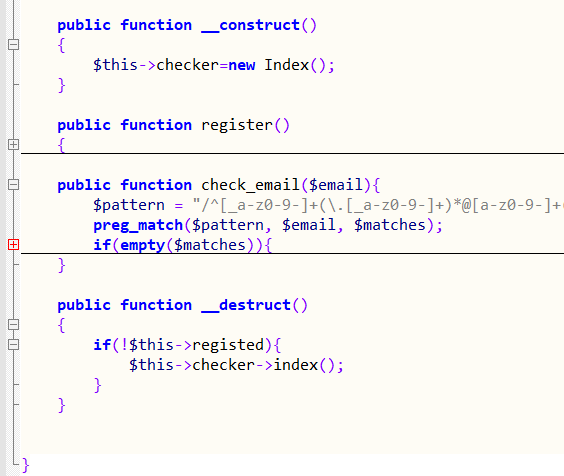 public function __construct()
{
$this->checker=new Index();
}
public function register()
{
public function check_email($email){
$pattern = "/^[_a-z0-9-]+(\.[_a-z0-9-]+)*@[a-z0-9-]+(
preg_match($pattern, $email, $matches);
if(empty($matches)){
}
public function __destruct()
{
if(!$this->registed){
$this->checker->index();
}
}
}